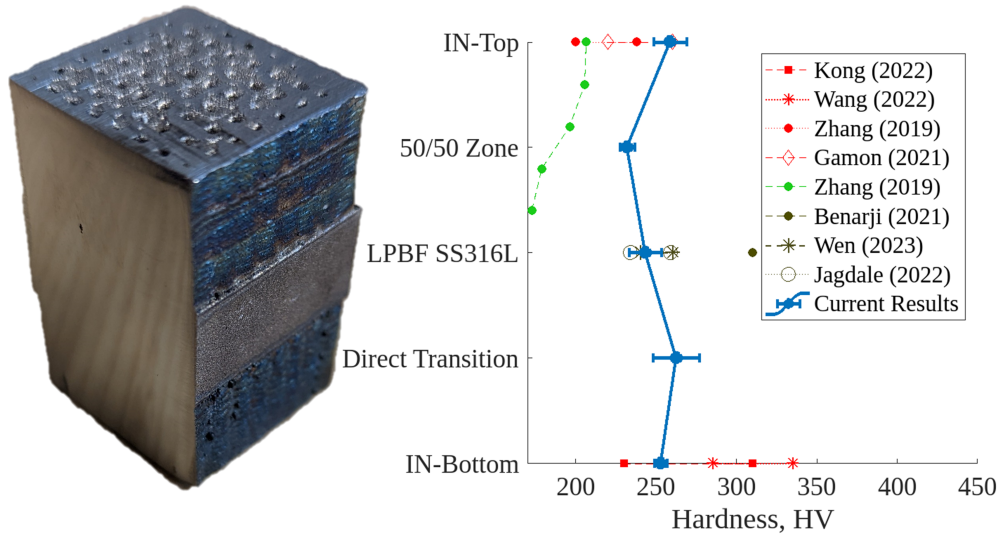 IN-Top
50/50 Zone
LPBF SS316L
Direct Transition
IN-Bottom
200 250 300 350 400 450
Hardness, HV
Kong (2022)
Wang (2022)
Zhang (2019)
Gamon (2021)
Zhang (2019)
Benarji (2021)
Wen (2023)
Jagdale (2022)
Current Results